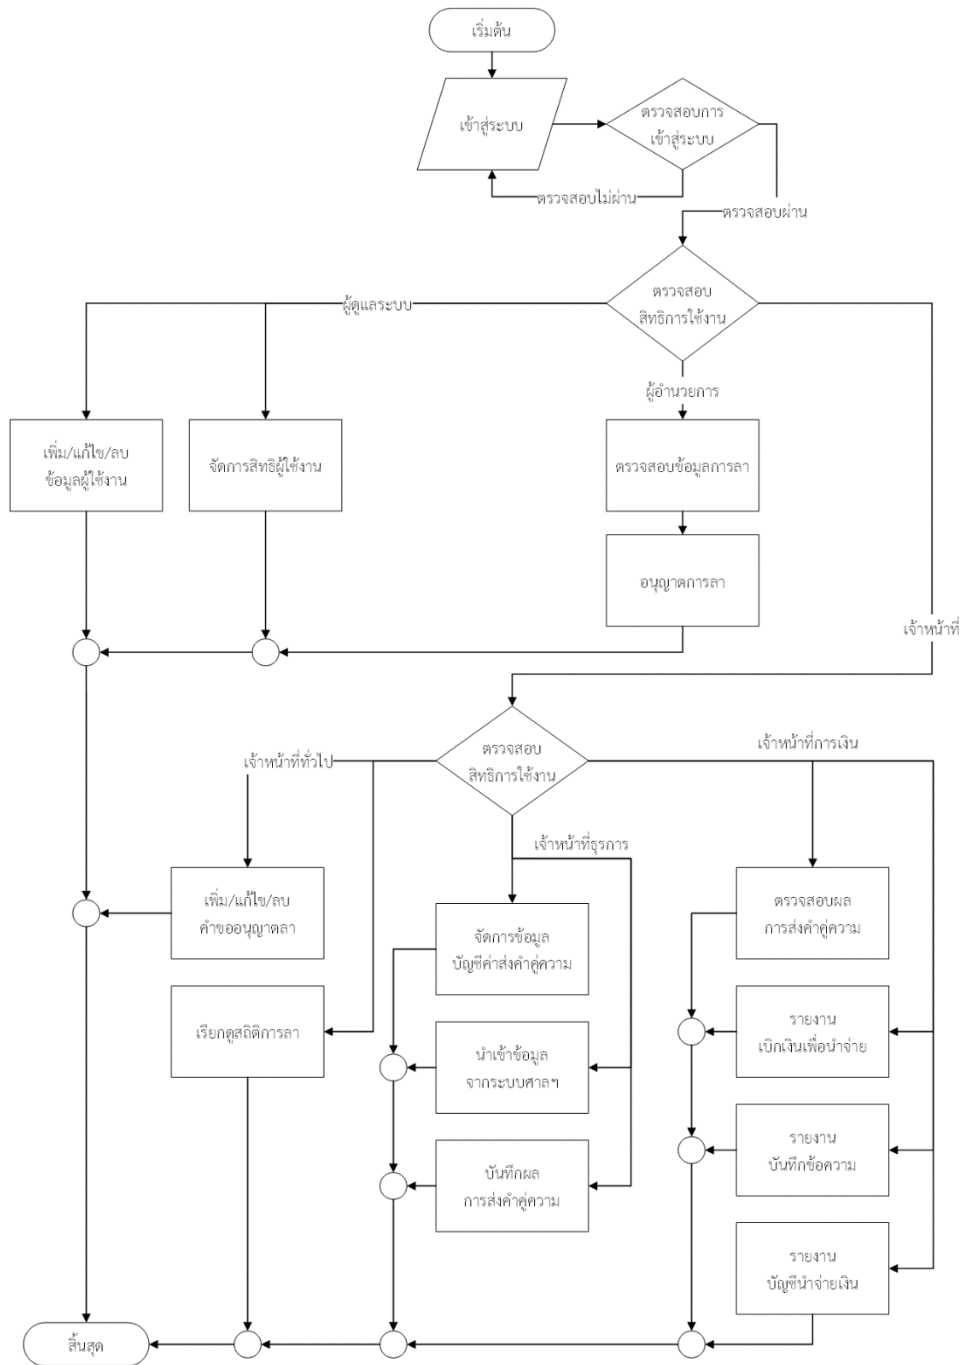 เริ่มต้น
เข้าสู่ระบบ
ตรวจสอบการ
เข้าสู่ระบบ
ตรวจสอบไม่ผ่าน
ตรวจสอบผ่าน
ตรวจสอบ
สิทธิการใช้งาน
ผู้ดูแลระบบ
ผู้อำนวยการ
เพิ่ม/แก้ไข/ลบ
ข้อมูลผู้ใช้งาน
จัดการสิทธิผู้ใช้งาน
ตรวจสอบข้อมูลการลา
อนุญาตการลา
เจ้าหน้าที่
ตรวจสอบ
สิทธิการใช้งาน
เจ้าหน้าที่ทั่วไป
เจ้าหน้าที่การเงิน
เจ้าหน้าที่ธุรการ
เพิ่ม/แก้ไข/ลบ
คำขออนุญาตลา
จัดการข้อมูล
บัญชีค่าส่งคำคู่ความ
ตรวจสอบผล
การส่งคำคู่ความ
เรียกดูสถิติการลา
นำเข้าข้อมูล
จากระบบศาลฯ
รายงาน
เบิกเงินเพื่อนำจ่าย
บันทึกผล
การส่งคำคู่ความ
รายงาน
บันทึกข้อความ
รายงาน
บัญชีนำจ่ายเงิน
สิ้นสุด